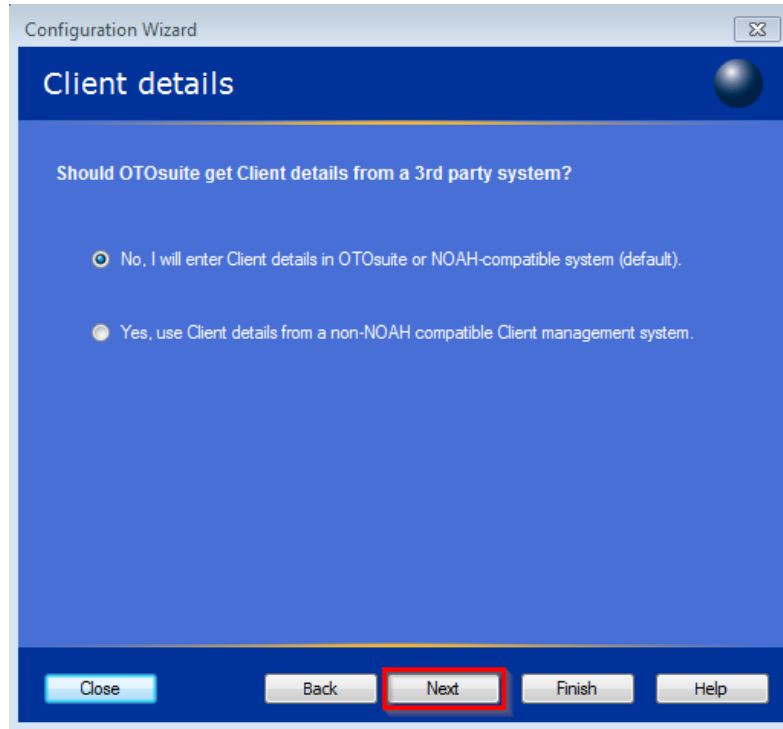 Configuration Wizard
Client details
Should OTOsuite get Client details from a 3rd party system?
No, I will enter Client details in OTOsuite or NOAH-compatible system (default).
Yes, use Client details from a non-NOAH compatible Client management system.
Close Back Next Finish Help